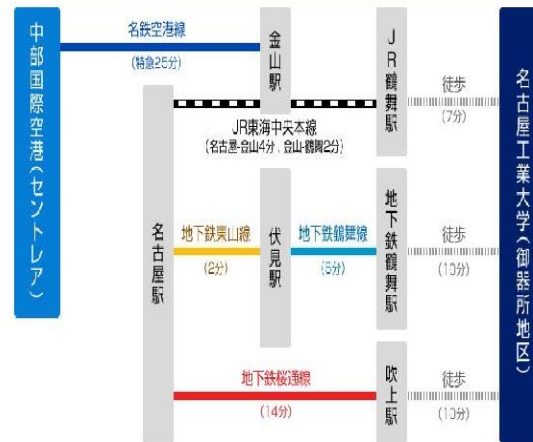 中部国際空港(セントレア)
名鉄空港線
(特急25分)
金山駅
JR鶴舞駅
徒歩
(7分)
名古屋工業大学(御器所地区)
JR東海中央本線
(名古屋-金山4分、金山-鶴舞2分)
名古屋駅
地下鉄東山線
(2分)
伏見駅
地下鉄鶴舞線
(5分)
地下鉄鶴舞駅
徒歩
(10分)
地下鉄桜通線
(14分)
吹上駅
徒歩
(10分)